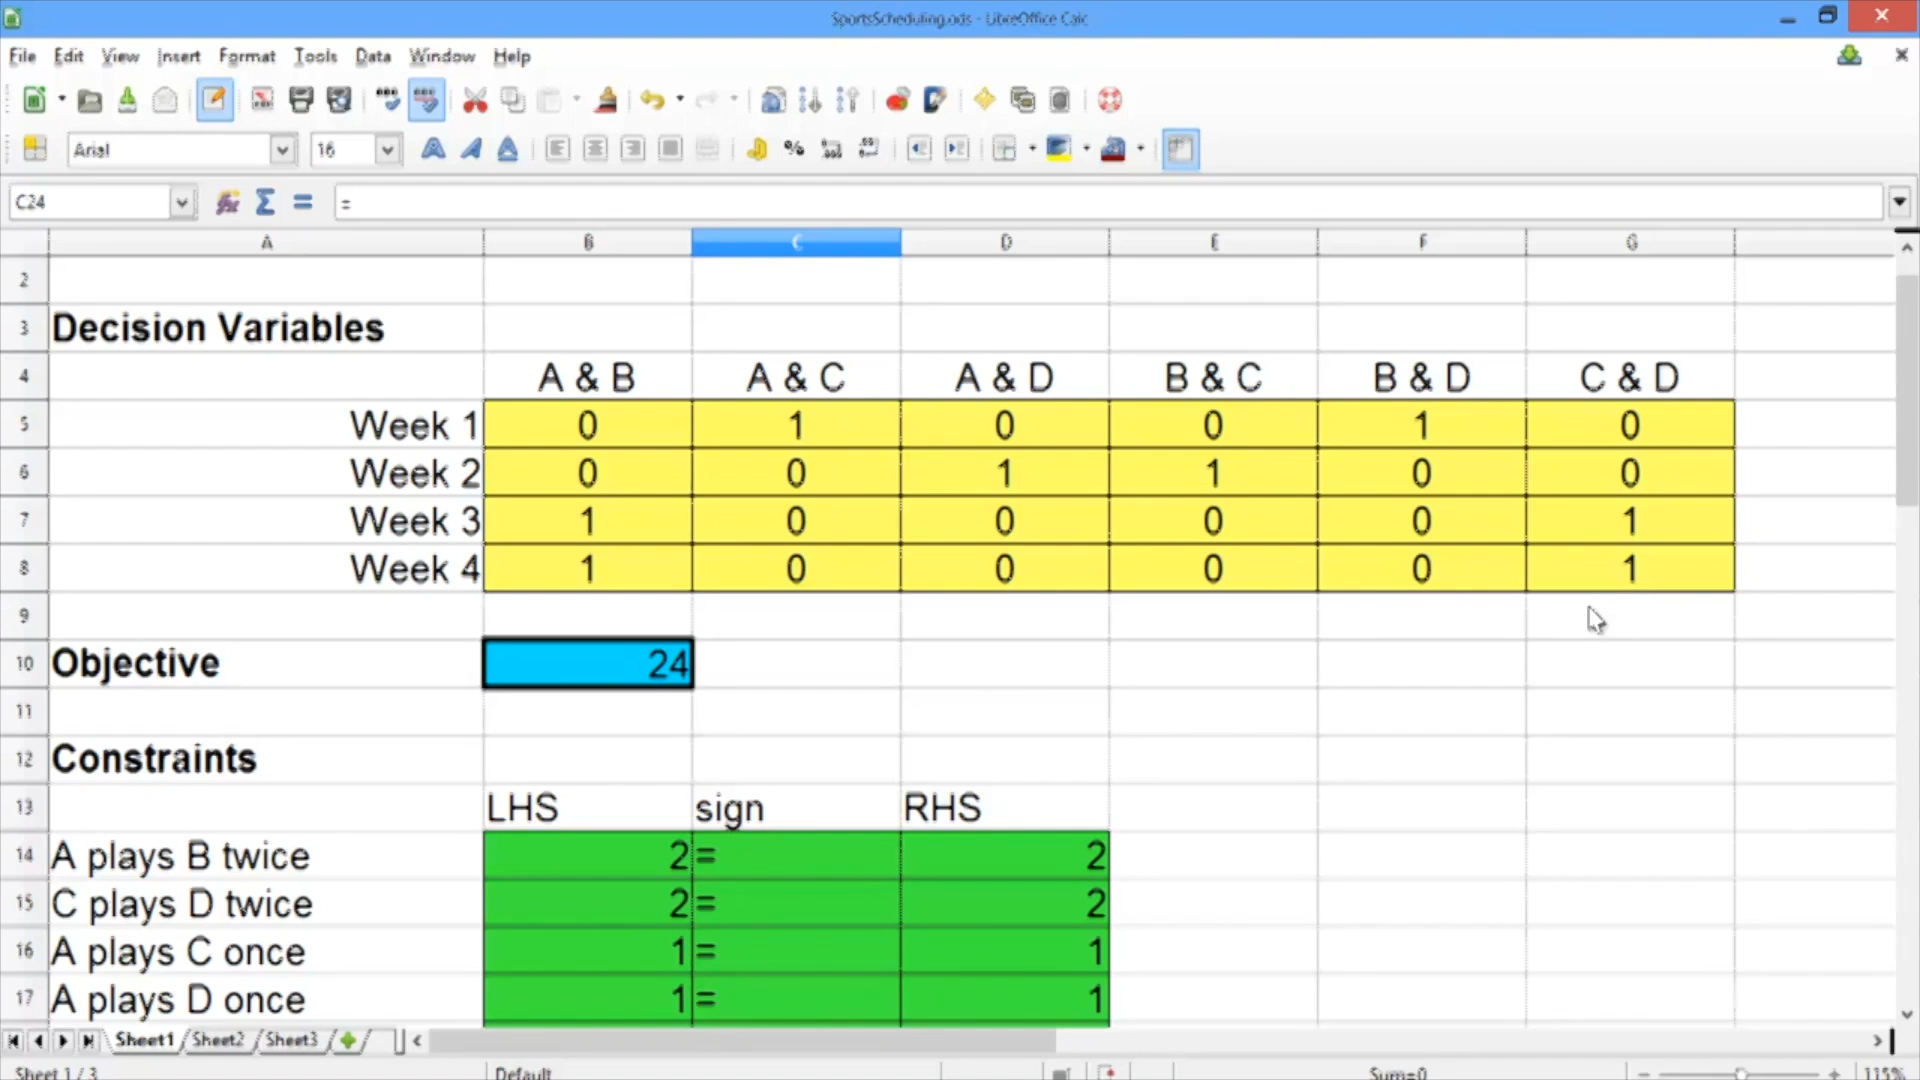 SportsScheduling.ods - LibreOffice Calc
File Edit View Insert Format Tools Data Window Help
Arial 16
C24 =
A B C D E F G
2
3 Decision Variables
4 A & B A & C A & D B & C B & D C & D
5 Week 1 0 1 0 0 1 0
6 Week 2 0 0 1 1 0 0
7 Week 3 1 0 0 0 0 1
8 Week 4 1 0 0 0 0 1
9
10 Objective 24
11
12 Constraints
13 LHS sign RHS
14 A plays B twice 2 = 2
15 C plays D twice 2 = 2
16 A plays C once 1 = 1
17 A plays D once 1 = 1
Sheet1 Sheet2 Sheet3
Sheet 1 / 3 Default Sum=0 115%